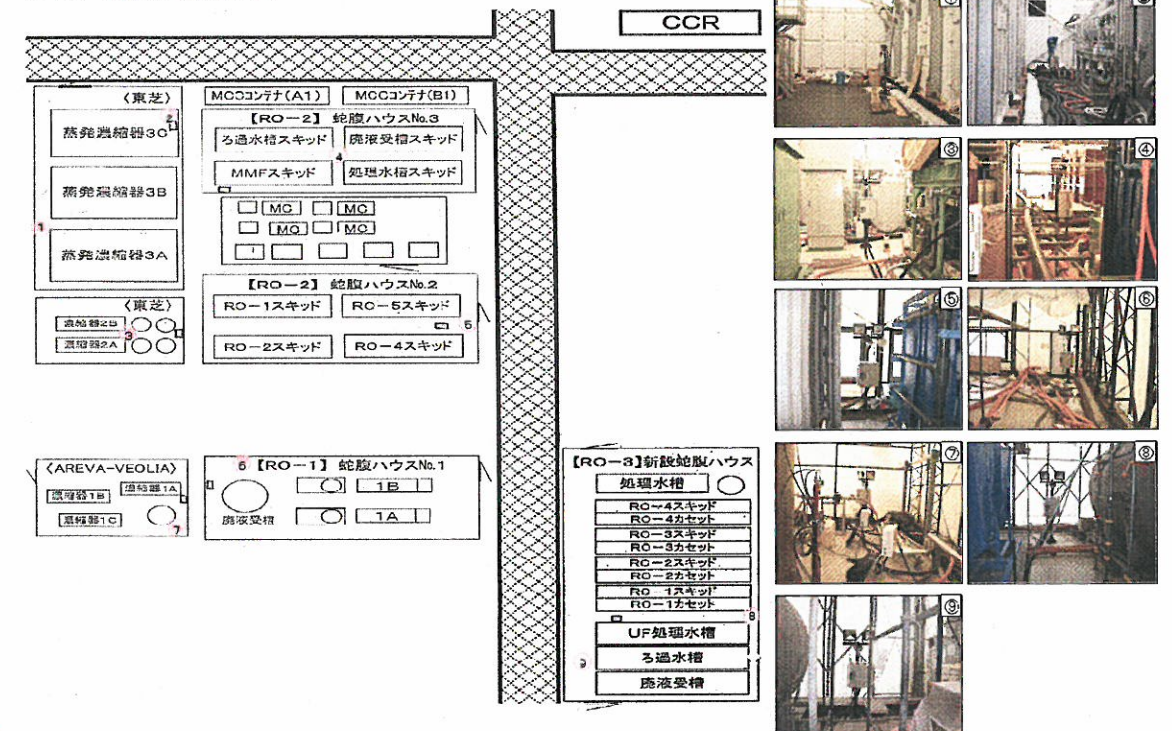 CCR
〈東芝〉
2
蒸発濃縮器3C
蒸発濃縮器3B
1
蒸発濃縮器3A
MCCコンテナ(A1)
MCCコンテナ(B1)
【RO-2】 蛇腹ハウスNo.3
ろ過水槽スキッド
廃液受槽スキッド
4
MMFスキッド
処理水槽スキッド
MC
MC
MC
MC
〈東芝〉
濃縮器2B
3
濃縮器2A
【RO-2】 蛇腹ハウスNo.2
RO-1スキッド
RO-5スキッド
5
RO-2スキッド
RO-4スキッド
〈AREVA-VEOLIA〉
濃縮器1B
濃縮器1A
濃縮器1C
7
6
【RO-1】 蛇腹ハウスNo.1
1B
廃液受槽
1A
【RO-3】新設蛇腹ハウス
処理水槽
RO-4スキッド
RO-4カセット
RO-3スキッド
RO-3カセット
RO-2スキッド
RO-2カセット
RO-1スキッド
RO-1カセット
8
UF処理水槽
9
ろ過水槽
廃液受槽
①
②
③
④
⑤
⑥
⑦
⑧
⑨